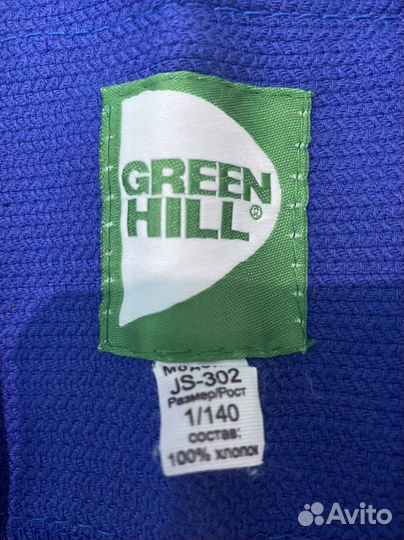 GREEN
HILL®
JS-302
Размер/Рост
1/140
состав:
100% хлопок
Avito